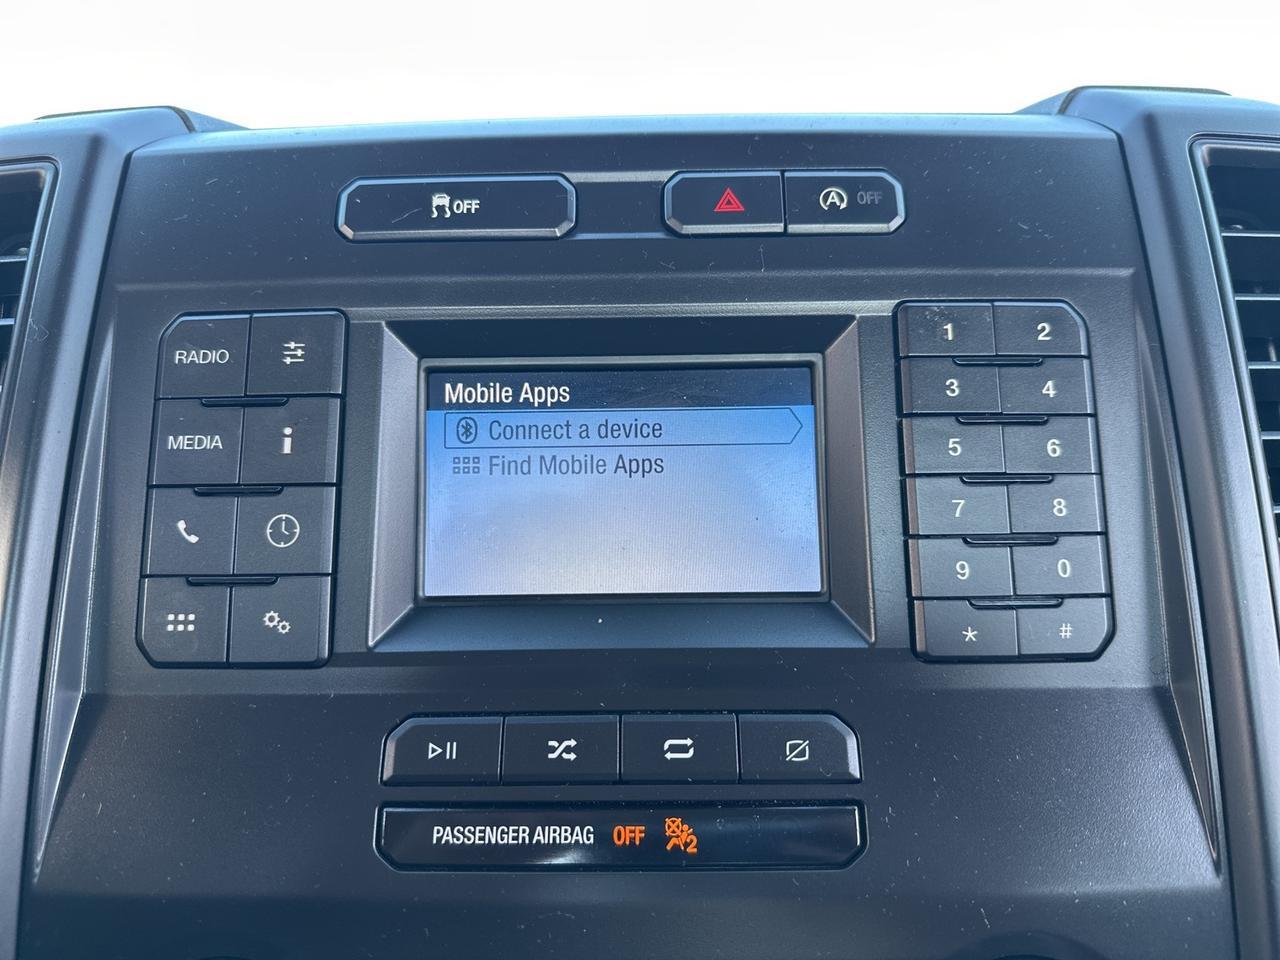 OFF
A OFF
RADIO
MEDIA
i
Mobile Apps
Connect a device
Find Mobile Apps
1 2
3 4
5 6
7 8
9 0
* #
PASSENGER AIRBAG OFF 2